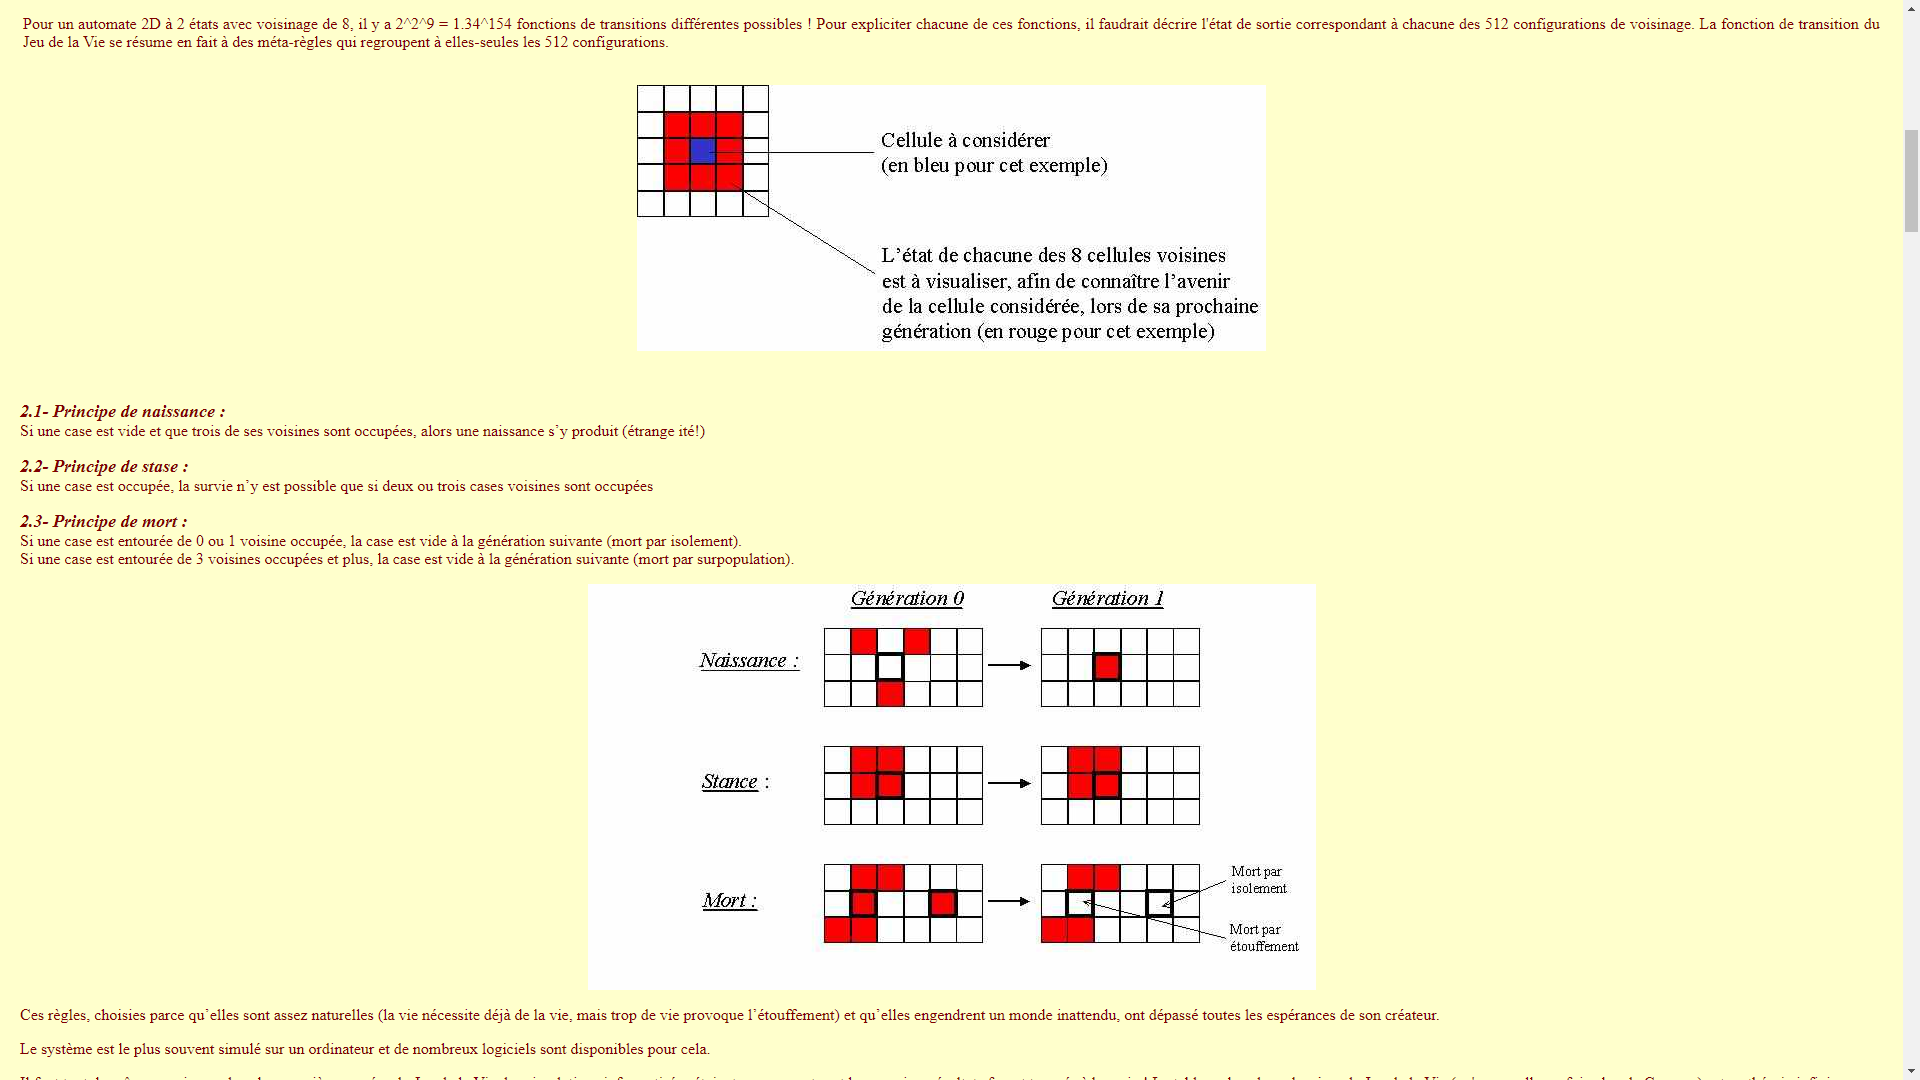 Pour un automate 2D à 2 états avec voisinage de 8, il y a 2^2^9 = 1.34^154 fonctions de transitions différentes possibles ! Pour expliciter chacune de ces fonctions, il faudrait décrire l'état de sortie correspondant à chacune des 512 configurations de voisinage. La fonction de transition du
Jeu de la Vie se résume en fait à des méta-règles qui regroupent à elles-seules les 512 configurations.
Cellule à considérer
(en bleu pour cet exemple)
L’état de chacune des 8 cellules voisines
est à visualiser, afin de connaître l’avenir
de la cellule considérée, lors de sa prochaine
génération (en rouge pour cet exemple)
2.1- Principe de naissance :
Si une case est vide et que trois de ses voisines sont occupées, alors une naissance s’y produit (étrange ité!)
2.2- Principe de stase :
Si une case est occupée, la survie n’y est possible que si deux ou trois cases voisines sont occupées
2.3- Principe de mort :
Si une case est entourée de 0 ou 1 voisine occupée, la case est vide à la génération suivante (mort par isolement).
Si une case est entourée de 3 voisines occupées et plus, la case est vide à la génération suivante (mort par surpopulation).
Génération 0 Génération 1
Naissance :
Stance :
Mort :
Mort par
isolement
Mort par
étouffement
Ces règles, choisies parce qu’elles sont assez naturelles (la vie nécessite déjà de la vie, mais trop de vie provoque l’étouffement) et qu’elles engendrent un monde inattendu, ont dépassé toutes les espérances de son créateur.
Le système est le plus souvent simulé sur un ordinateur et de nombreux logiciels sont disponibles pour cela.